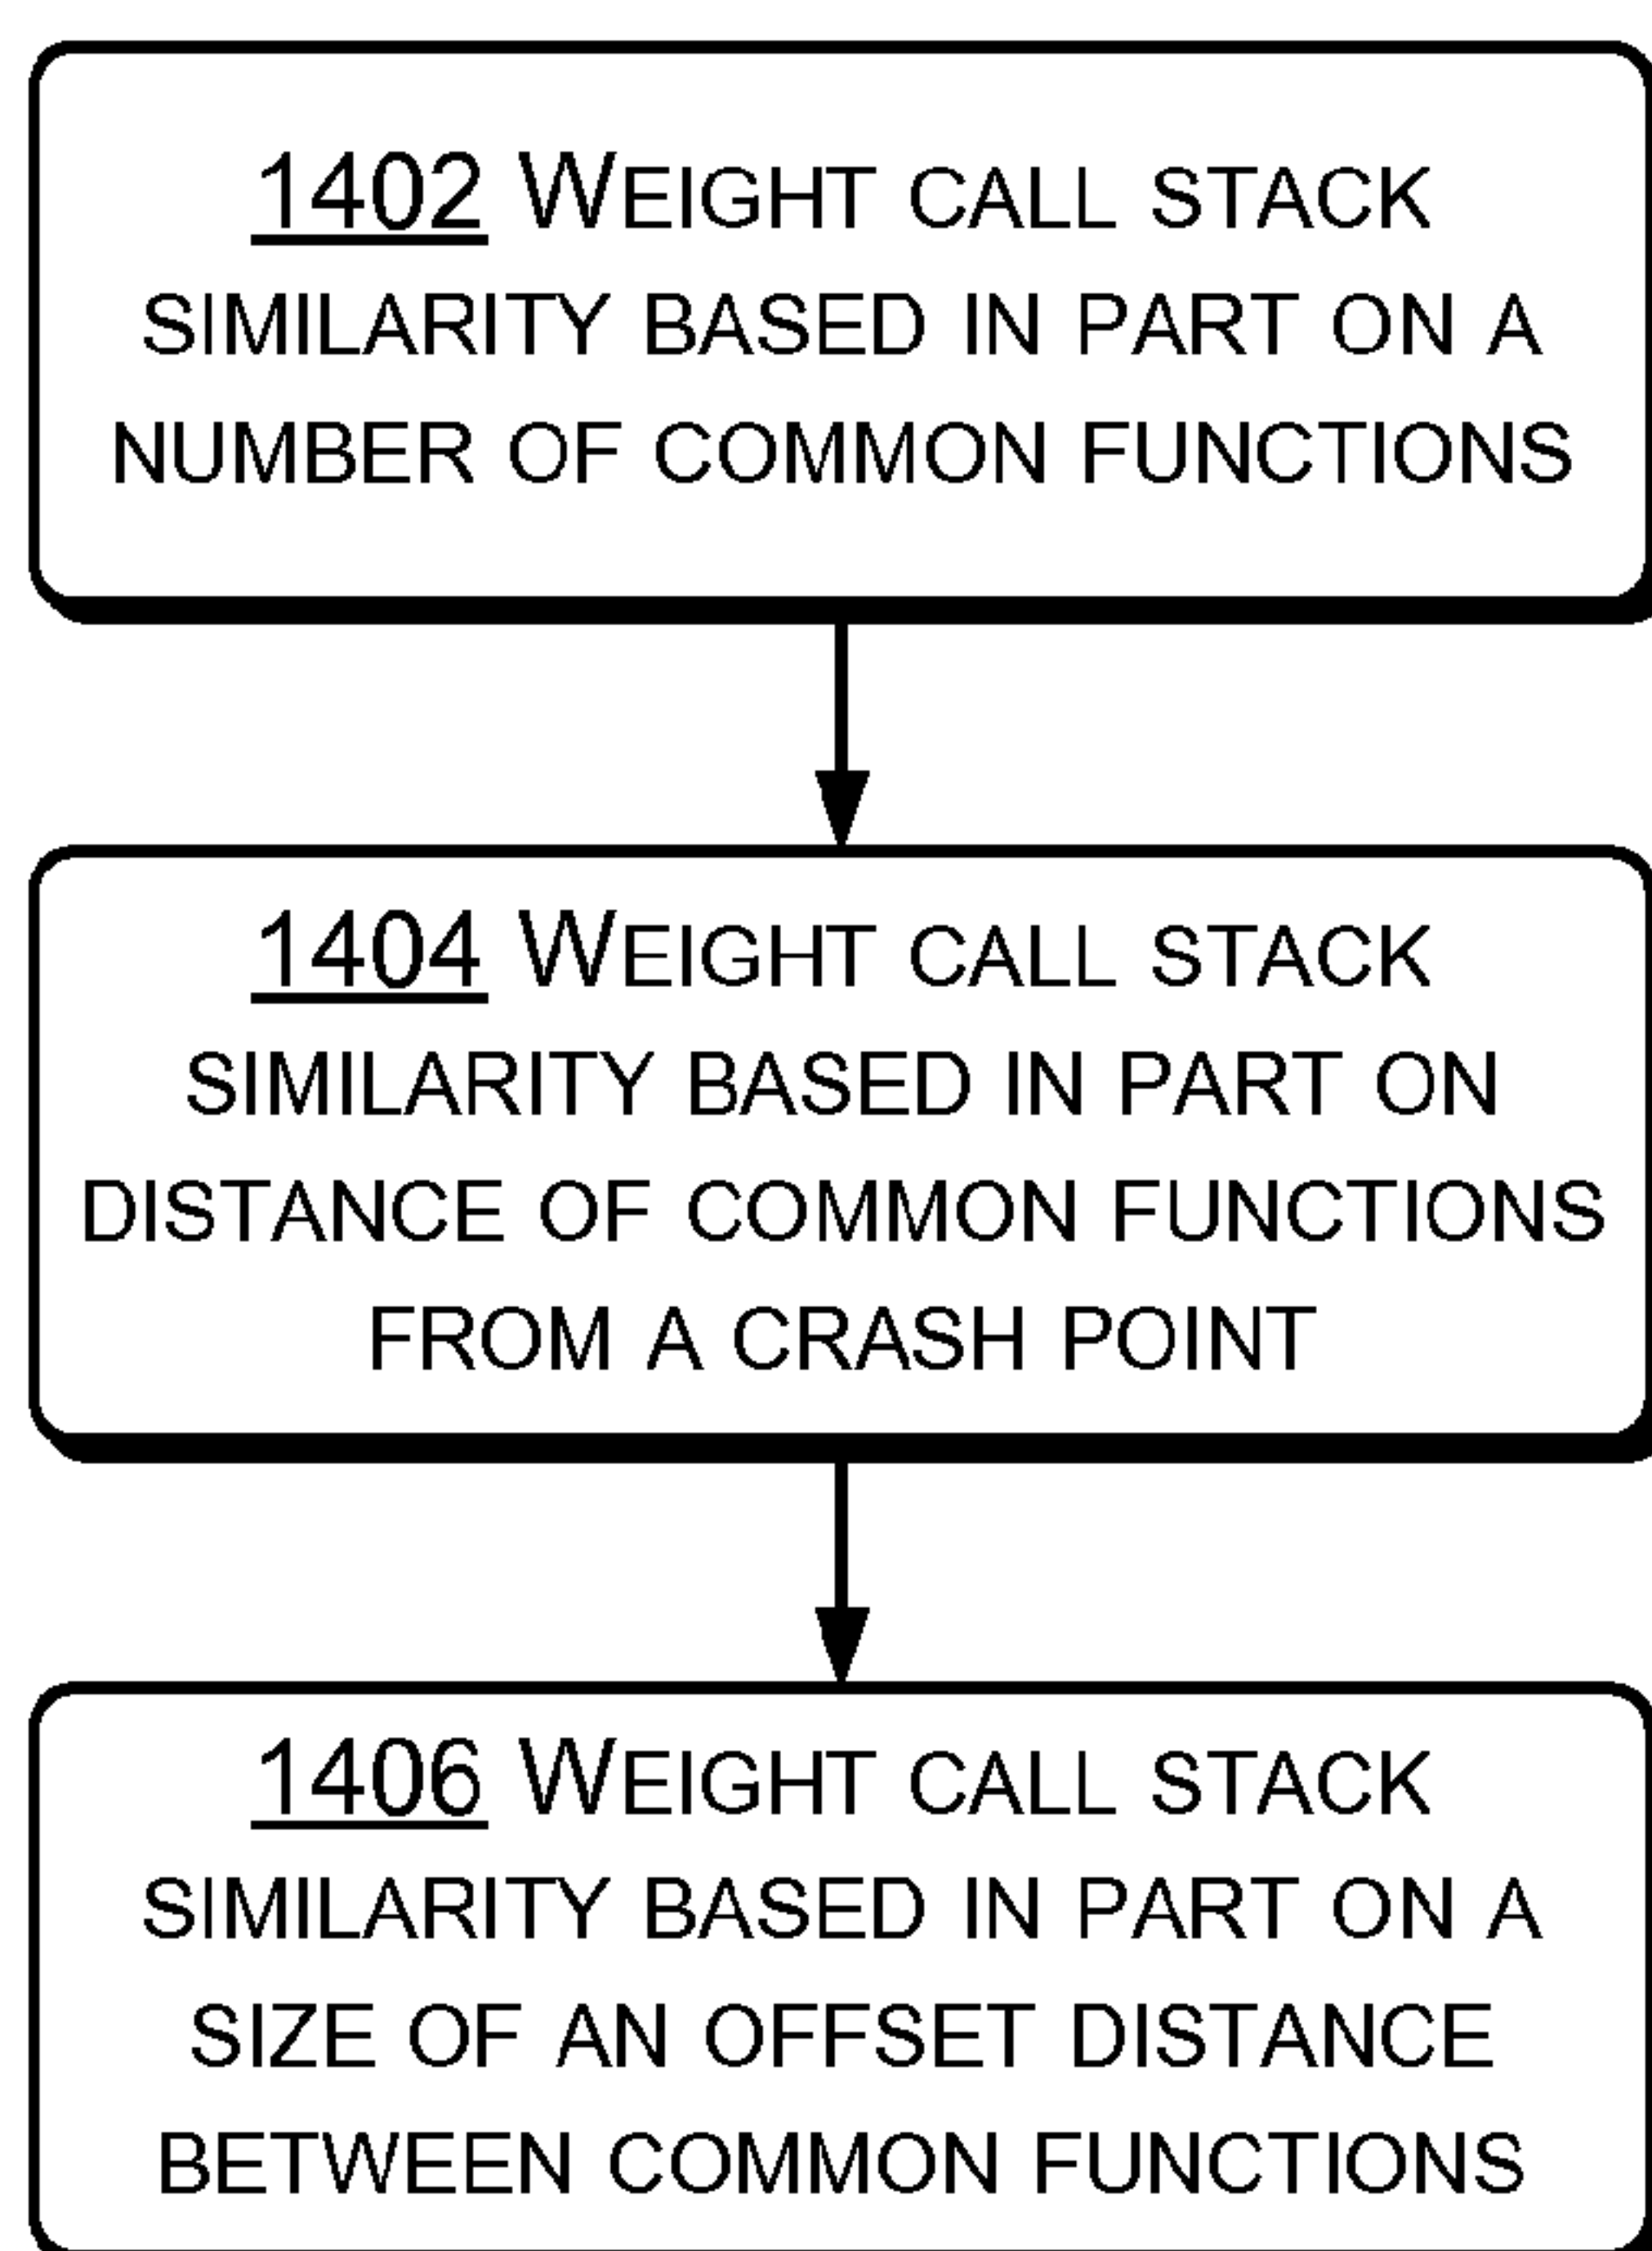 1402 WEIGHT CALL STACK
SIMILARITY BASED IN PART ON A
NUMBER OF COMMON FUNCTIONS
1404 WEIGHT CALL STACK
SIMILARITY BASED IN PART ON
DISTANCE OF COMMON FUNCTIONS
FROM A CRASH POINT
1406 WEIGHT CALL STACK
SIMILARITY BASED IN PART ON A
SIZE OF AN OFFSET DISTANCE
BETWEEN COMMON FUNCTIONS